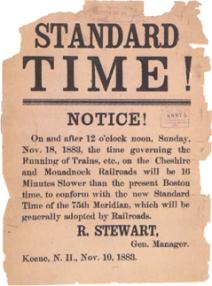 STANDARD
TIME!
NOTICE!
On and after 12 o'clock noon, Sunday,
Nov. 18, 1883, the time governing the
Running of Trains, etc., on the Cheshire
and Monadnock Railroads will be 16
Minutes Slower than the present Boston
time, to conform with the new Standard
Time of the 75th Meridian, which will be
generally adopted by Railroads.
R. STEWART,
Gen. Manager.
Keene, N. H., Nov. 10, 1883.